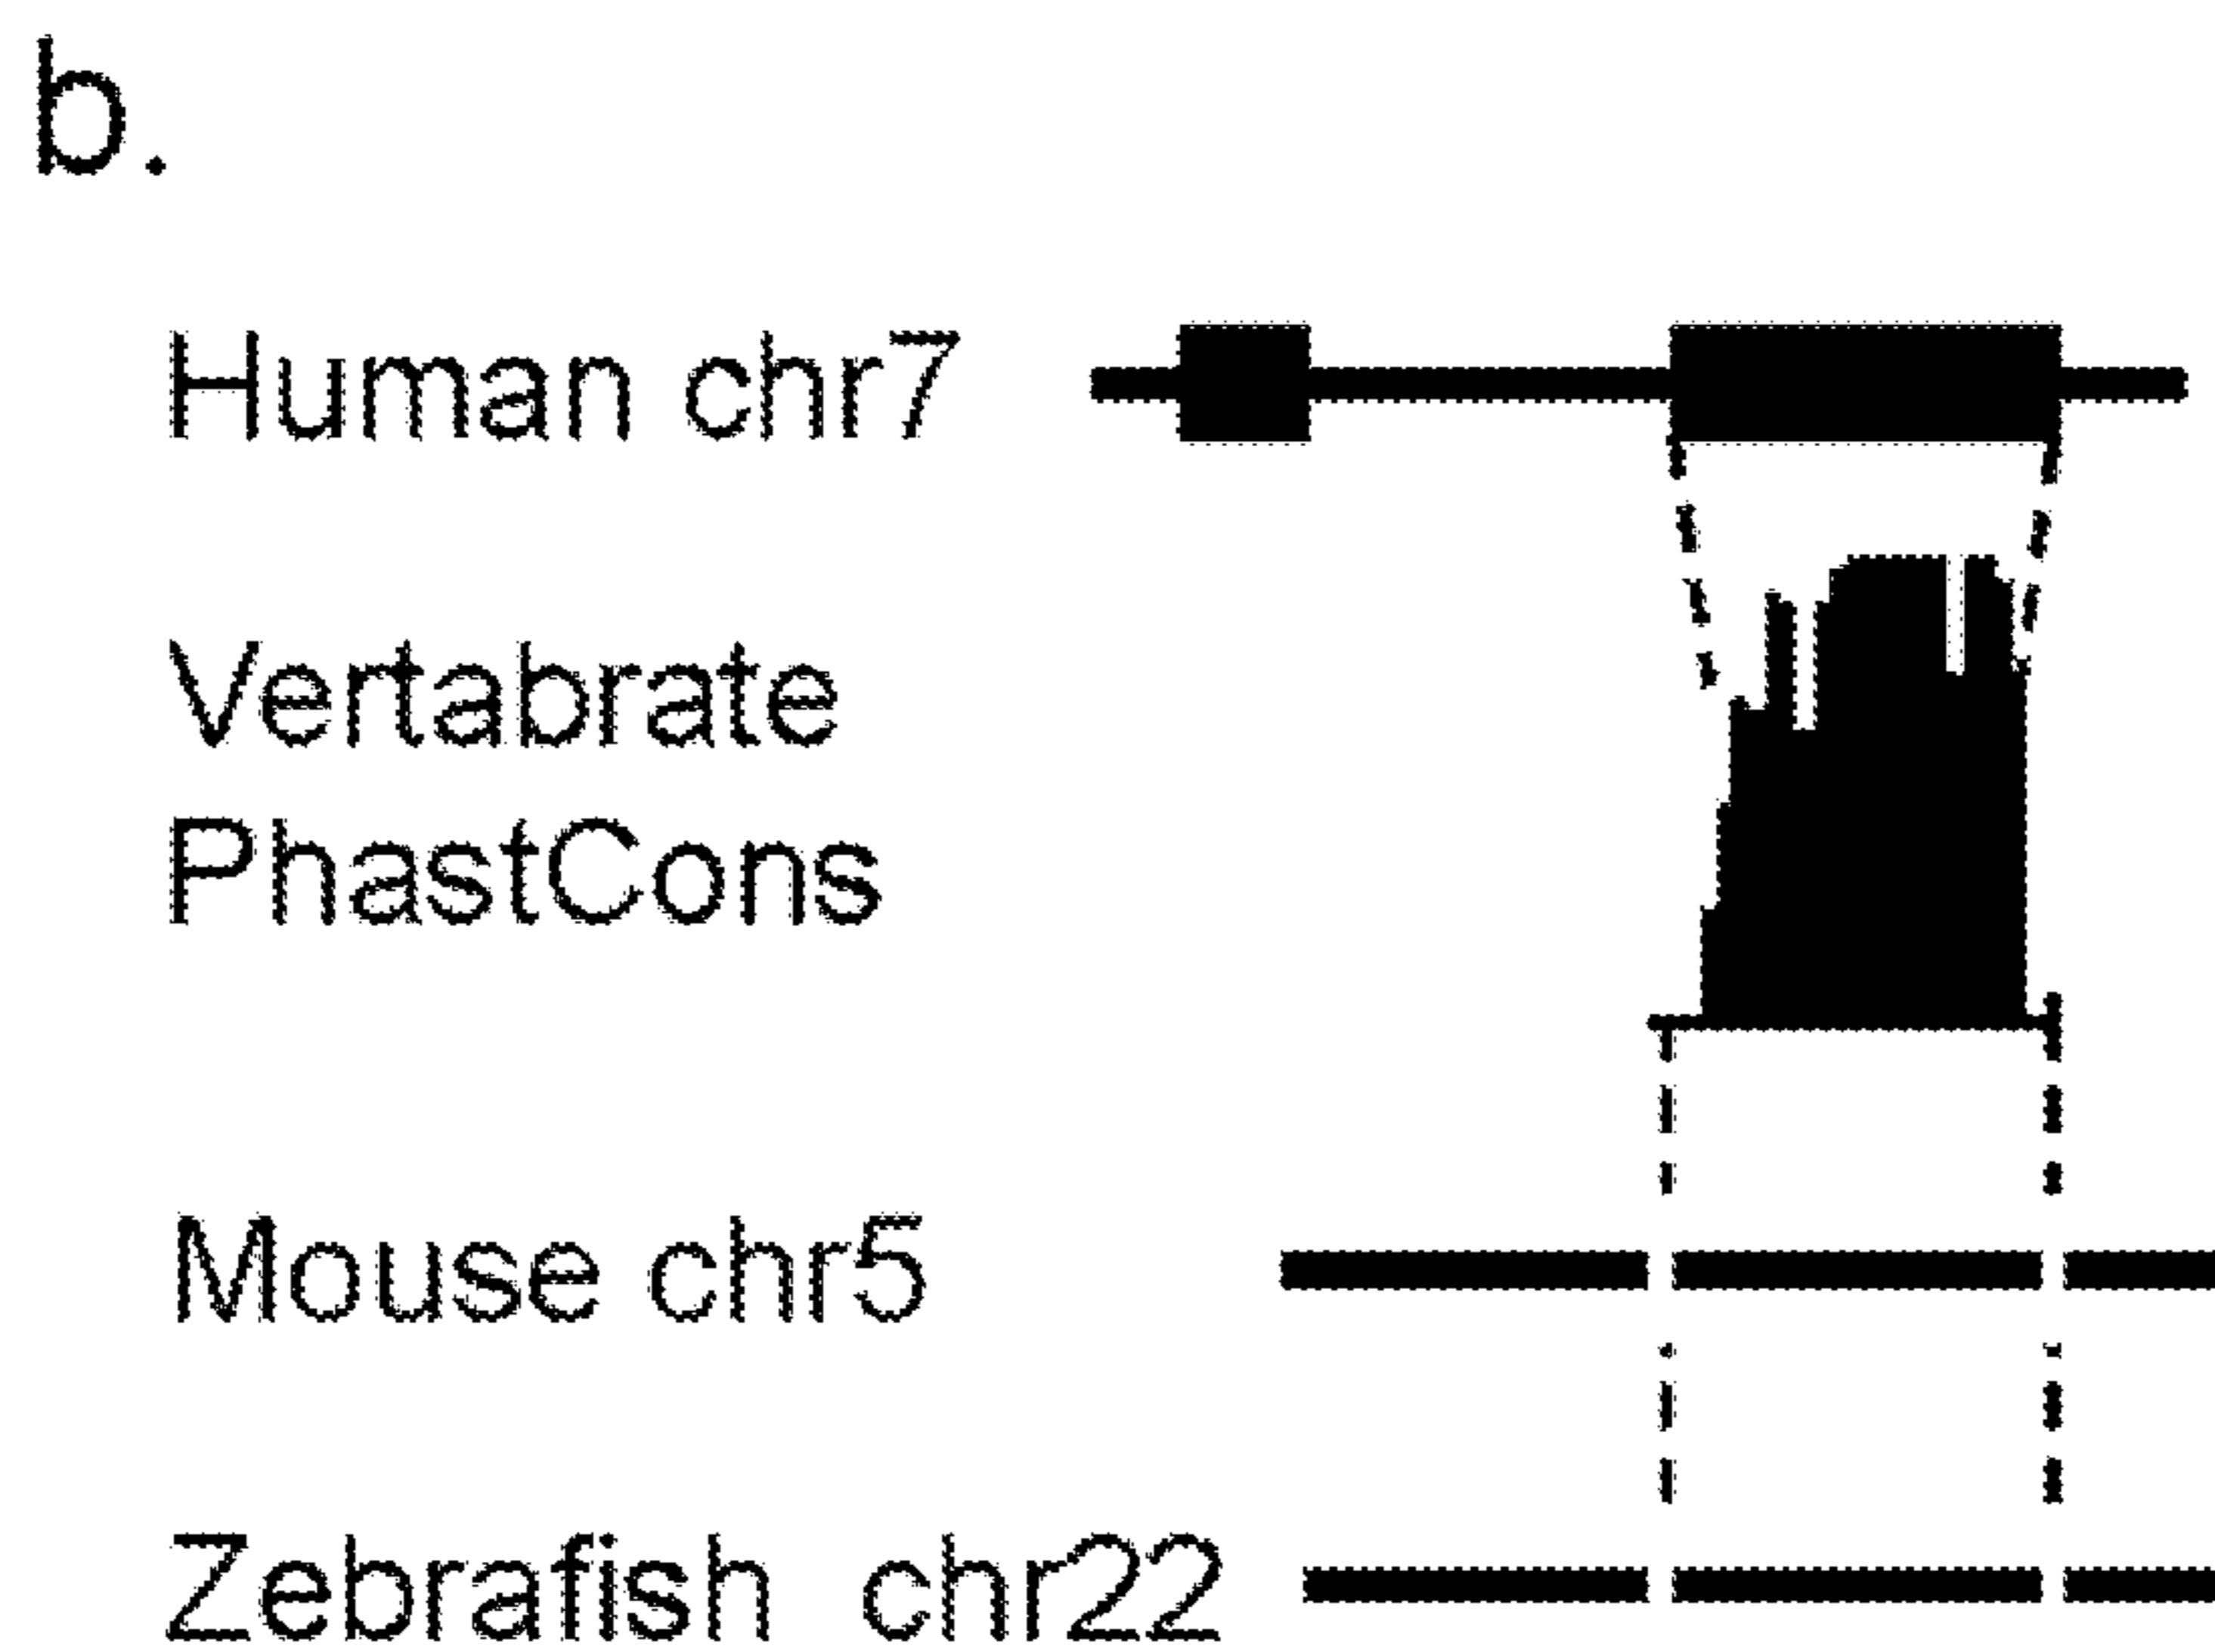 b.
Human chr7
Vertabrate
PhastCons
Mouse chr5
Zebrafish chr22